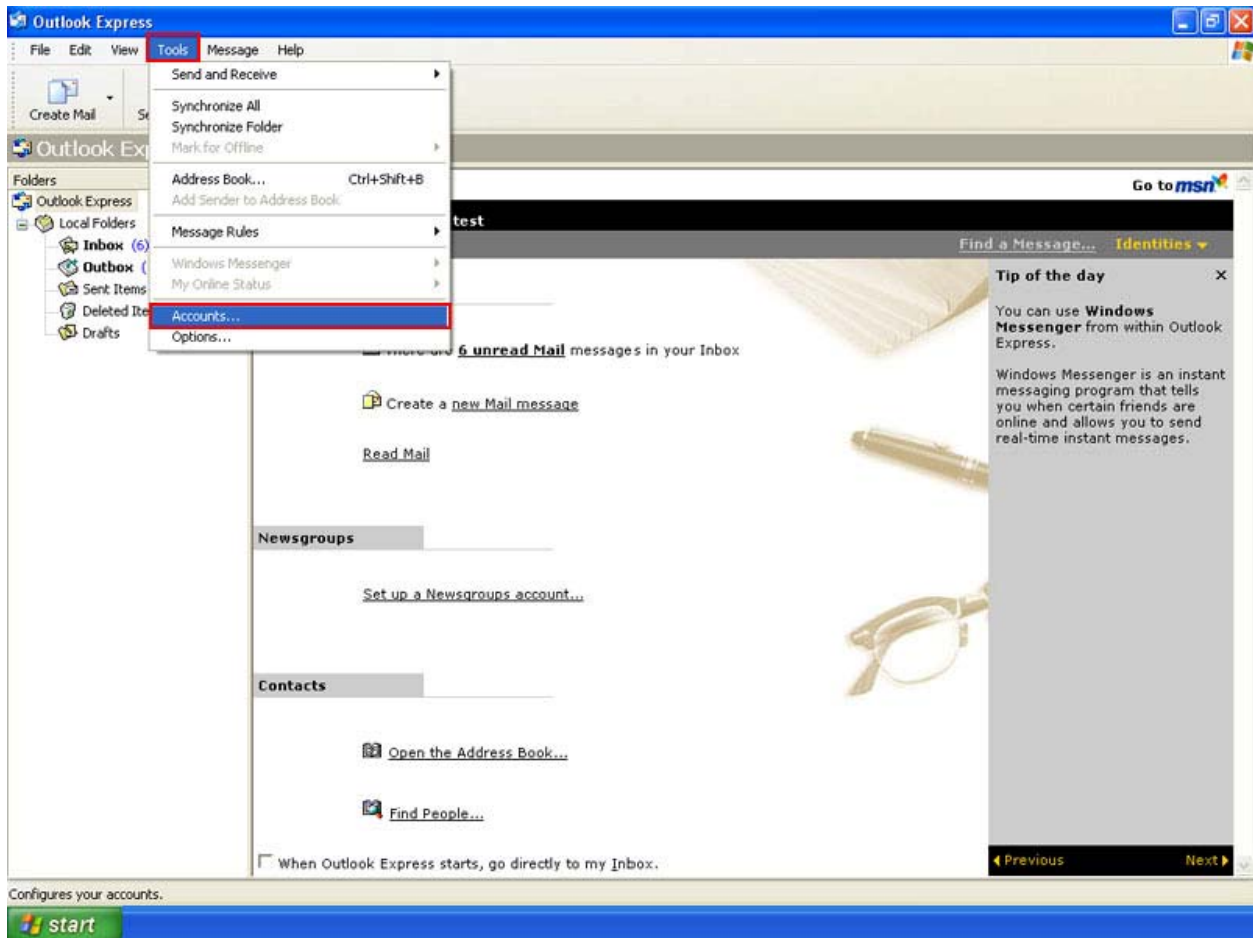 Outlook Express
File Edit View Tools Message Help
Create Mail
Send and Receive
Synchronize All
Synchronize Folder
Mark for Offline
Address Book... Ctrl+Shift+B
Add Sender to Address Book
Message Rules
Windows Messenger
My Online Status
Accounts...
Options...
Outlook Ex
Go to msn
Folders
Outlook Express
Local Folders
Inbox (6)
Outbox (
Sent Items
Deleted Ite
Drafts
test
Find a Message... Identities
6 unread Mail messages in your Inbox
Create a new Mail message
Read Mail
Newsgroups
Set up a Newsgroups account...
Contacts
Open the Address Book...
Find People...
When Outlook Express starts, go directly to my Inbox.
Tip of the day x
You can use Windows
Messenger from within Outlook
Express.
Windows Messenger is an instant
messaging program that tells
you when certain friends are
online and allows you to send
real-time instant messages.
Previous Next
Configures your accounts.
start